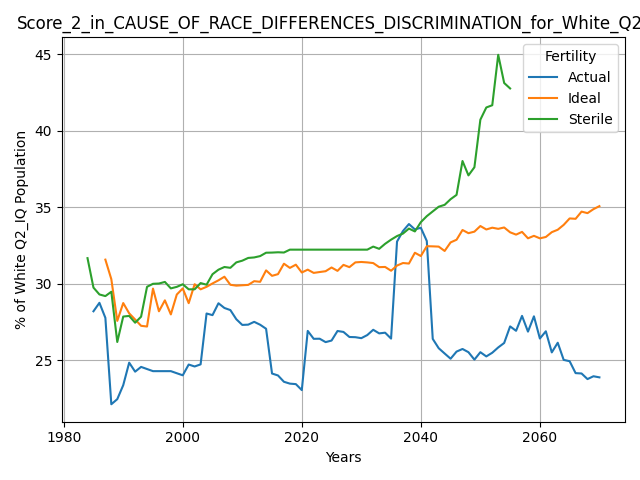 Score_2_in_CAUSE_OF_RACE_DIFFERENCES_DISCRIMINATION_for_White_Q2
45
40
35
30
25
1980
2000
2020
2040
2060
% of White Q2_IQ Population
Years
Fertility
Actual
Ideal
Sterile